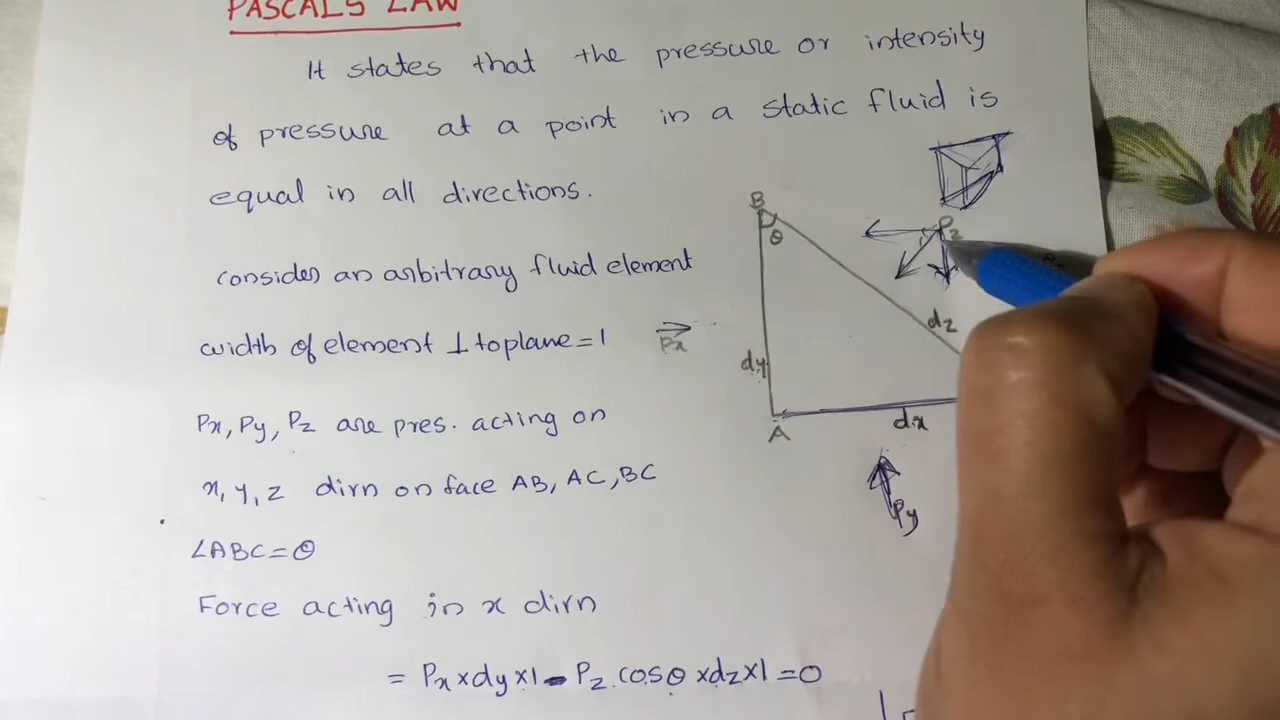 PASCALS LAW
It states that the pressure or intensity
of pressure at a point in a static fluid is
equal in all directions.
consider an arbitrary fluid element
width of element ⊥ to plane = 1
Px, Py, Pz are pres. acting on
x, y, z dirn on face AB, AC, BC
∠ABC = θ
Force acting in x dirn
= Px x dy x 1 - Pz cosθ x dz x 1 = 0
B
θ
Pz
dz
Px
dy
dx
A
Py